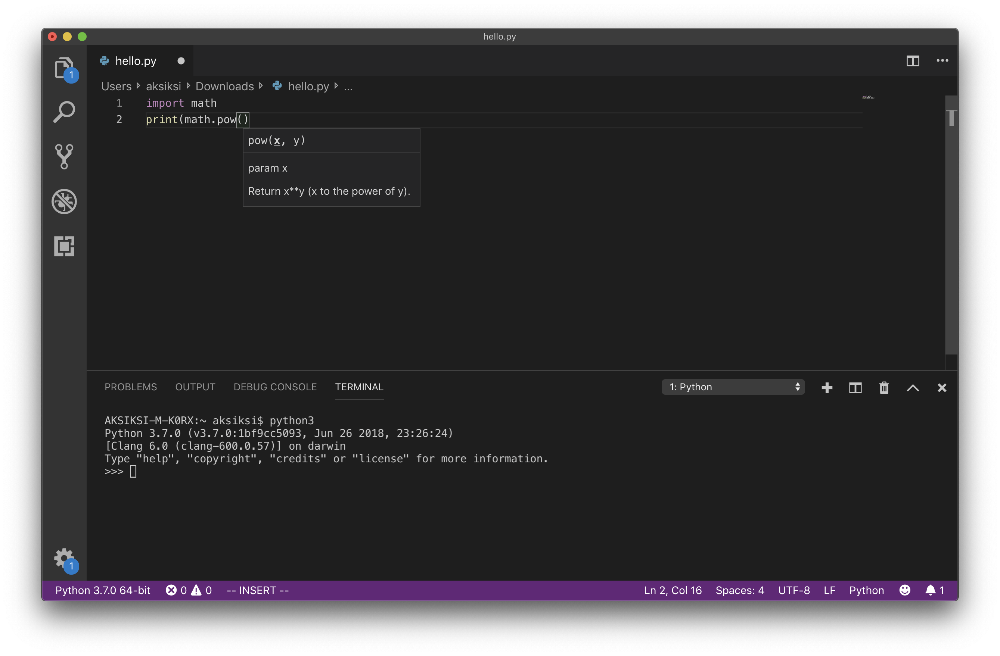 hello.py
hello.py
1
Users aksiksi Downloads hello.py ...
1 import math
2 print(math.pow()
pow(x, y)
param x
Return x**y (x to the power of y).
PROBLEMS OUTPUT DEBUG CONSOLE TERMINAL 1: Python
AKSIKSI-M-K0RX:~ aksiksi$ python3
Python 3.7.0 (v3.7.0:1bf9cc5093, Jun 26 2018, 23:26:24)
[Clang 6.0 (clang-600.0.57)] on darwin
Type "help", "copyright", "credits" or "license" for more information.
>>>
1
Python 3.7.0 64-bit 0 0 -- INSERT -- Ln 2, Col 16 Spaces: 4 UTF-8 LF Python 1